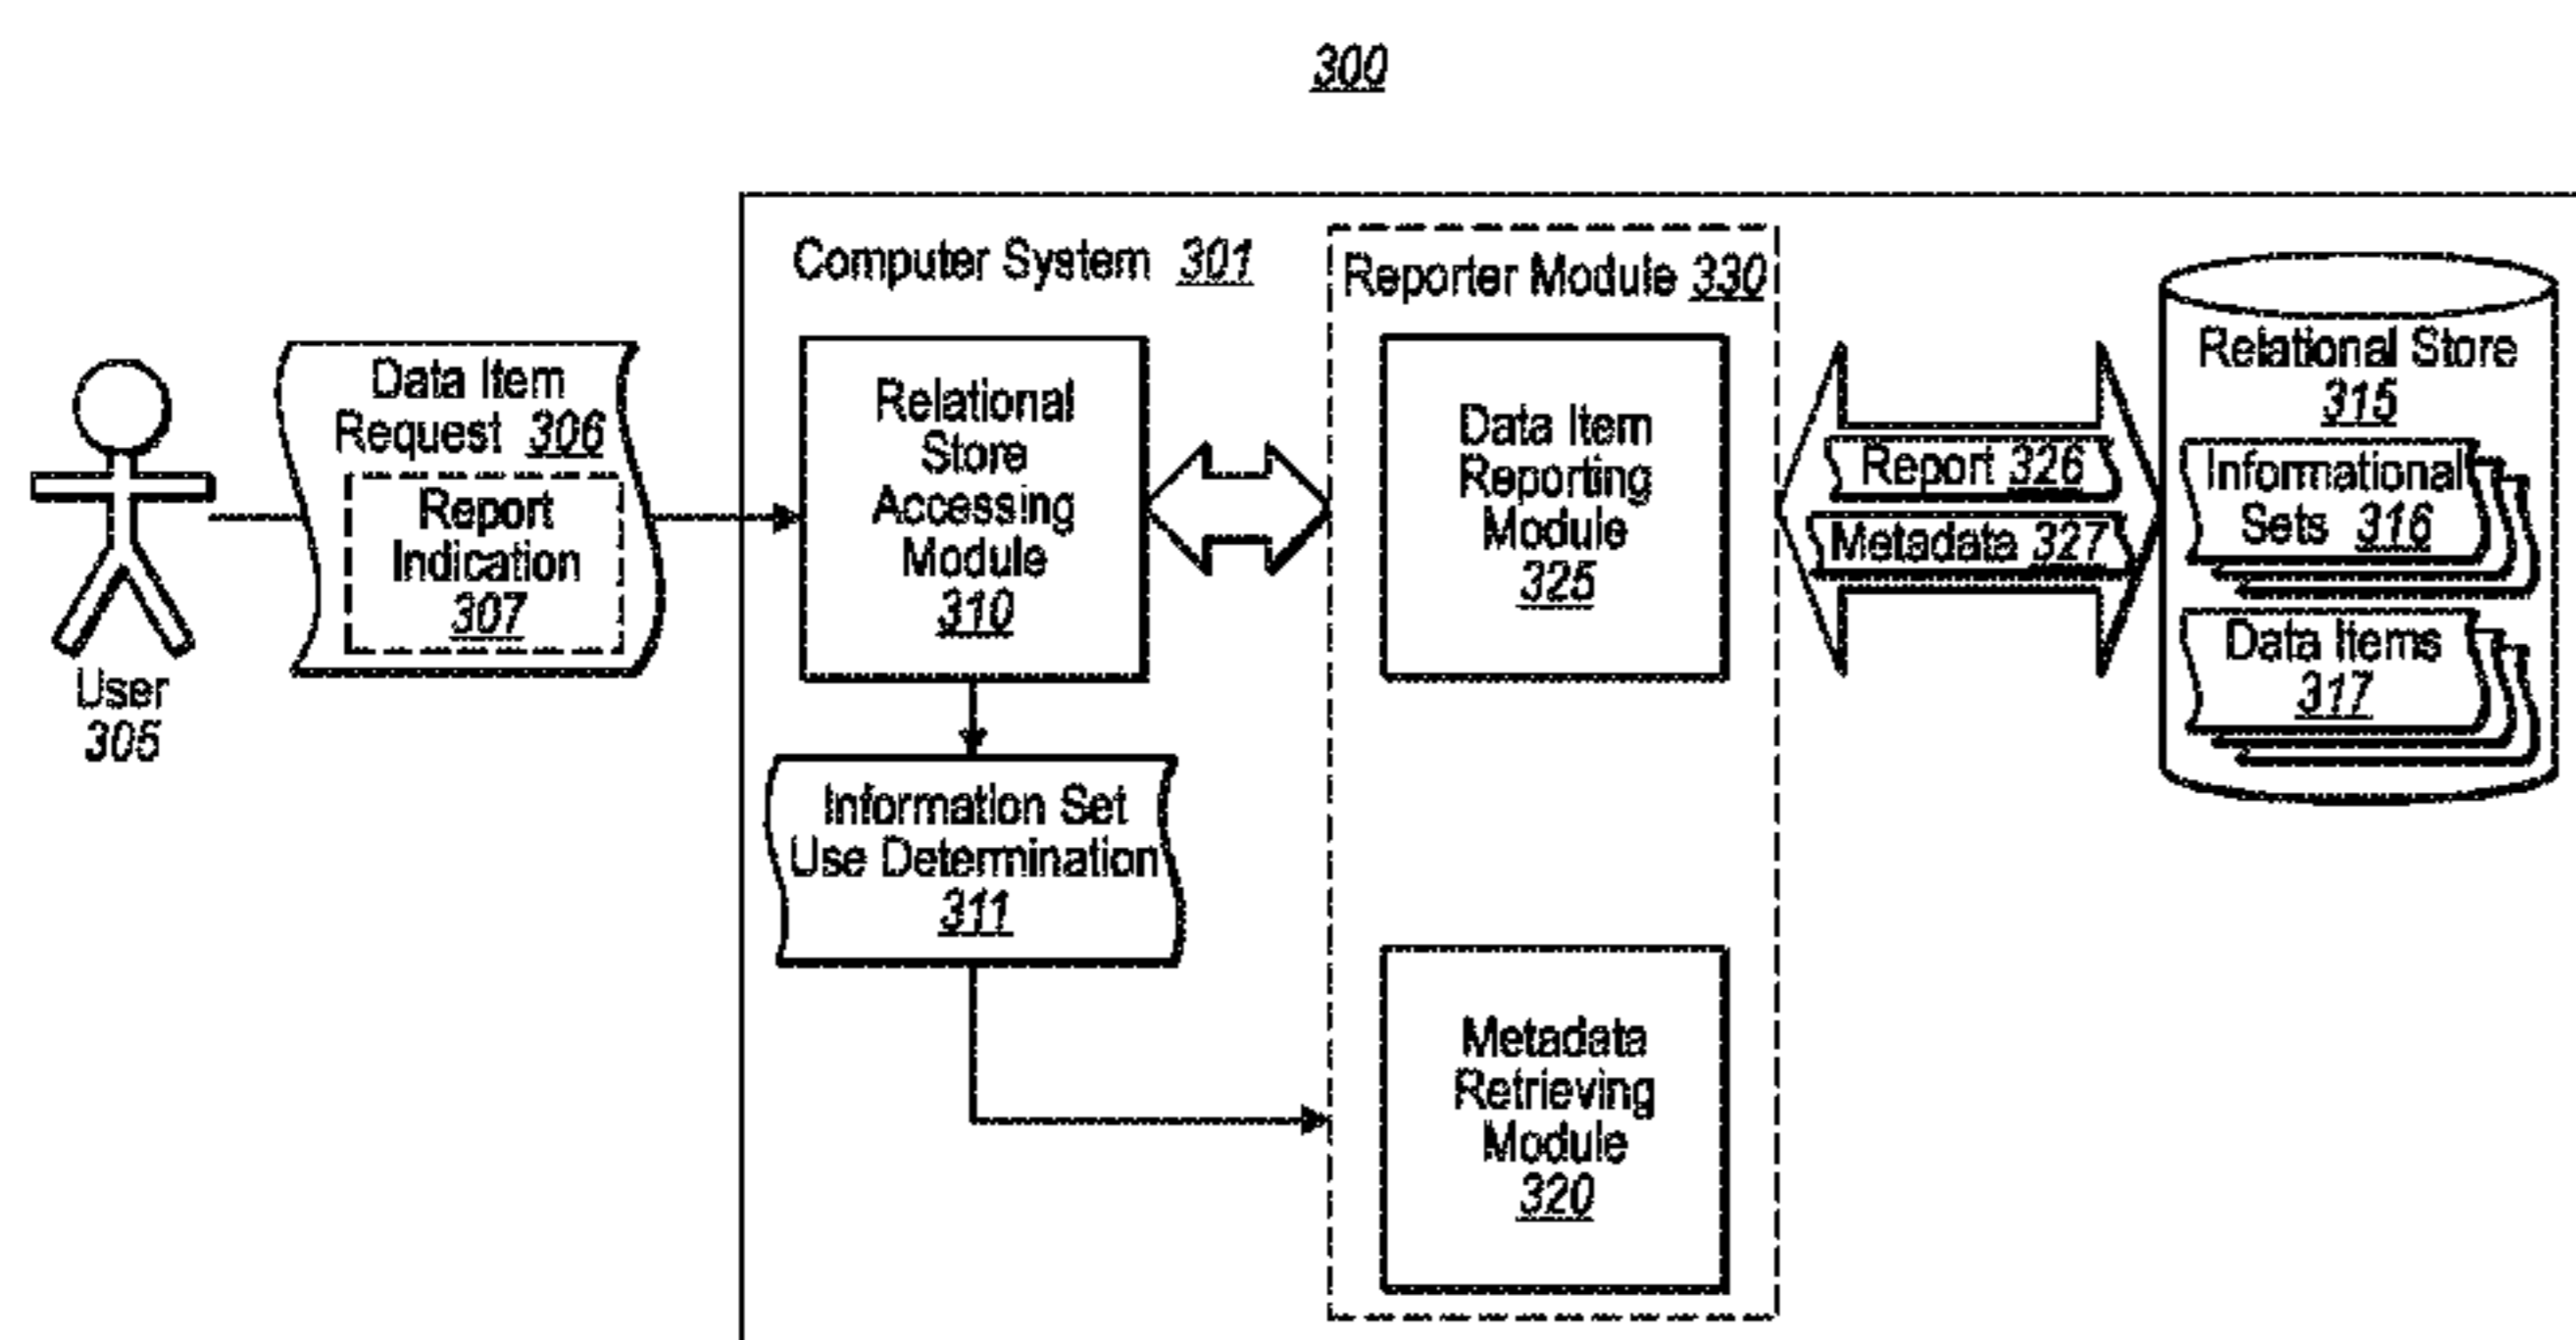 300
Computer System 301
Reporter Module 330
Data Item
Request 306
Report
Indication
307
User
305
Relational
Store
Accessing
Module
310
Information Set
Use Determination
311
Data Item
Reporting
Module
325
Metadata
Retrieving
Module
320
Report 326
Metadata 327
Relational Store
315
Informational
Sets 316
Data Items
317